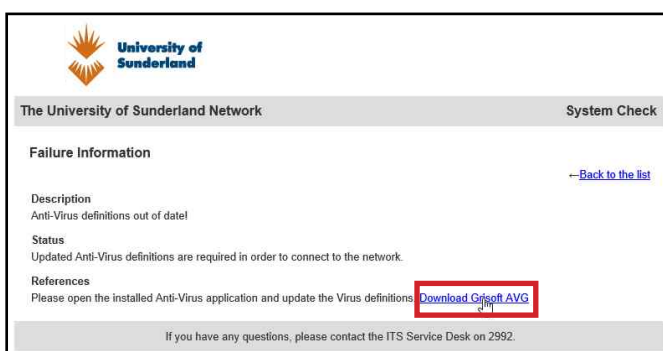 University of
Sunderland
The University of Sunderland Network System Check
Failure Information
←Back to the list
Description
Anti-Virus definitions out of date!
Status
Updated Anti-Virus definitions are required in order to connect to the network.
References
Please open the installed Anti-Virus application and update the Virus definitions. Download Grisoft AVG
If you have any questions, please contact the ITS Service Desk on 2992.